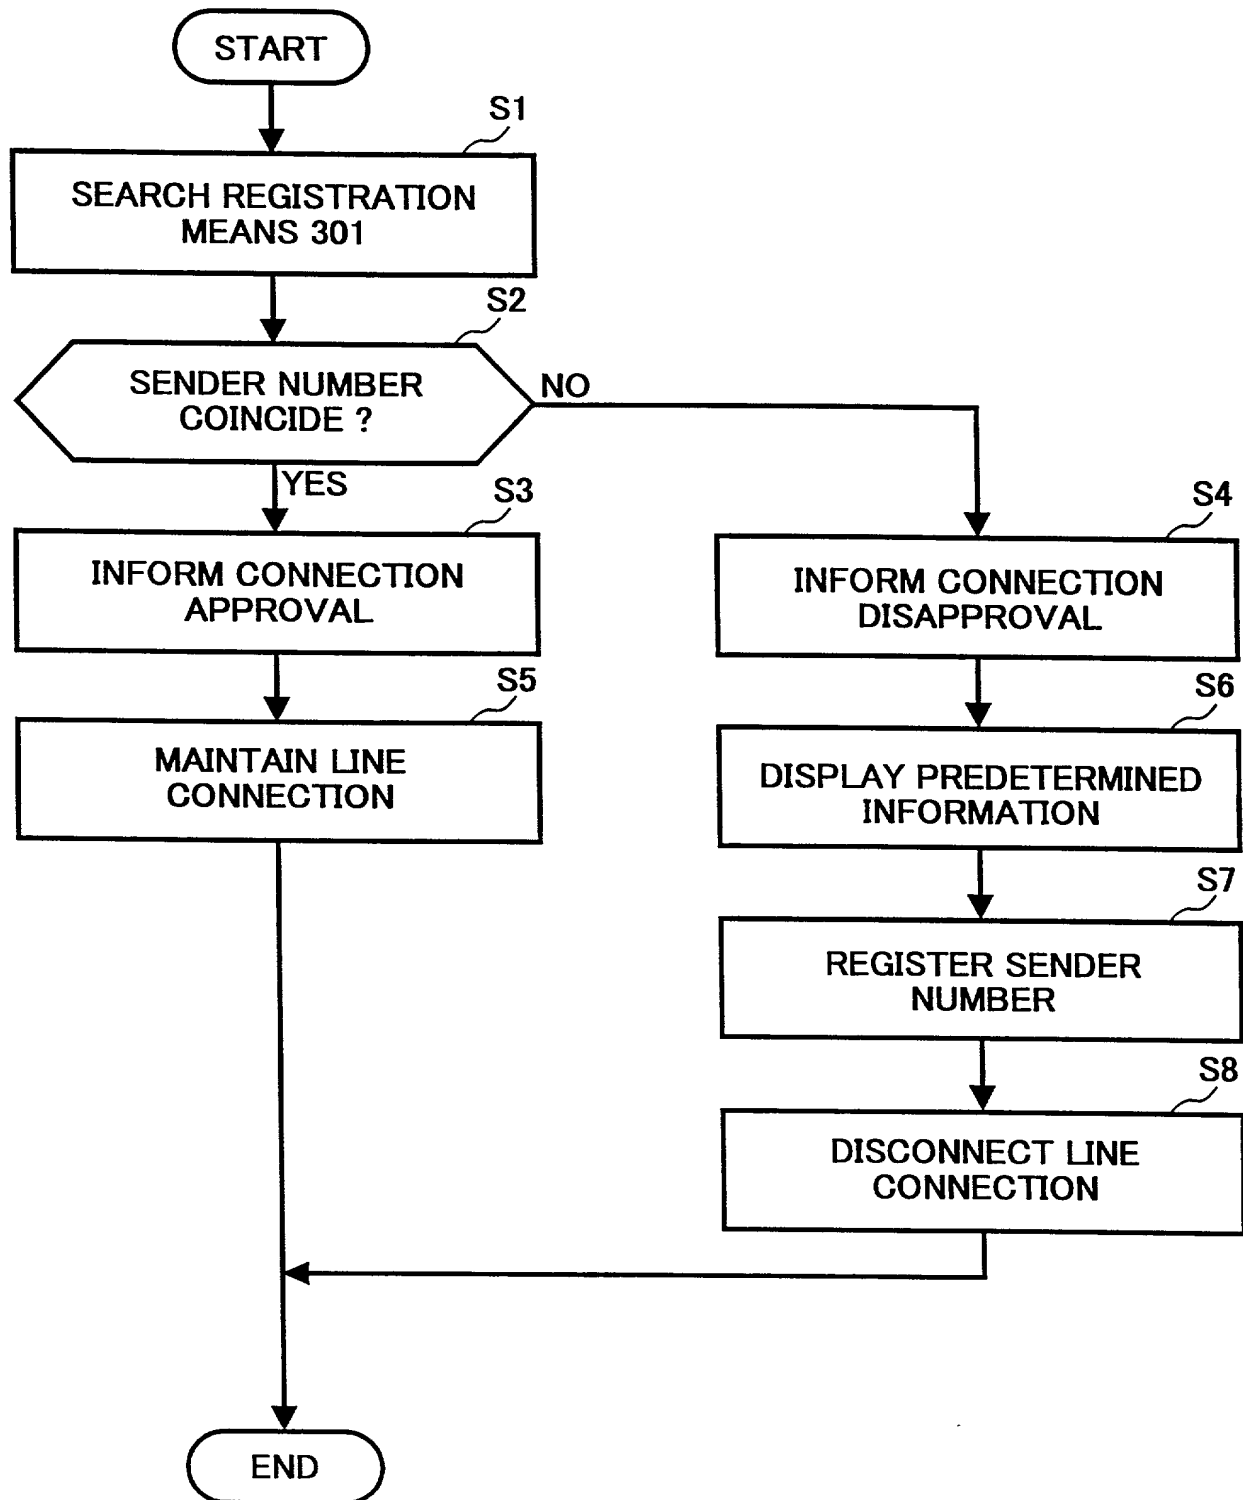 START
S1
SEARCH REGISTRATION
MEANS 301
S2
SENDER NUMBER
COINCIDE ?
NO
YES
S3
INFORM CONNECTION
APPROVAL
S4
INFORM CONNECTION
DISAPPROVAL
S5
MAINTAIN LINE
CONNECTION
S6
DISPLAY PREDETERMINED
INFORMATION
S7
REGISTER SENDER
NUMBER
S8
DISCONNECT LINE
CONNECTION
END